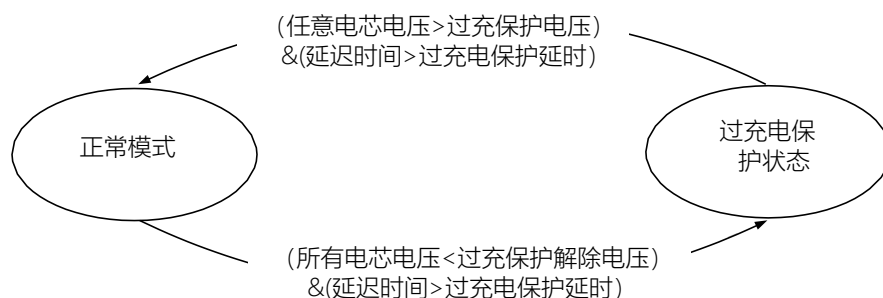 (任意电芯电压>过充保护电压)
&(延迟时间>过充电保护延时)
正常模式
过充电保
护状态
(所有电芯电压<过充保护解除电压)
&(延迟时间>过充电保护延时)